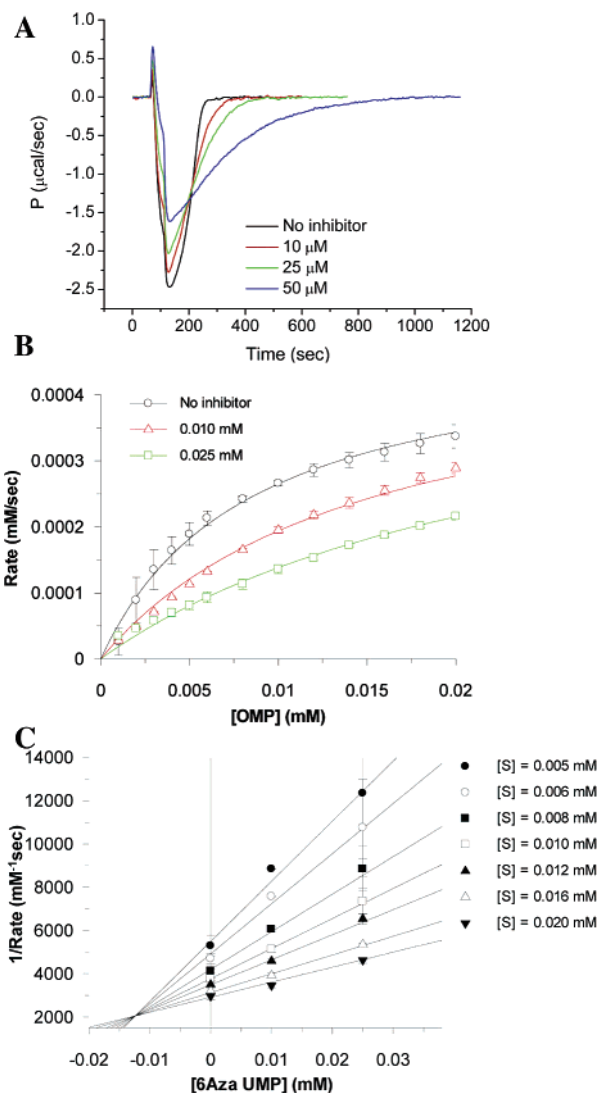 A
1.0
0.5
0.0
-0.5
-1.0
-1.5
-2.0
-2.5
P (μcal/sec)
No inhibitor
10 μM
25 μM
50 μM
0 200 400 600 800 1000 1200
Time (sec)
B
0.0004
0.0003
0.0002
0.0001
0
Rate (mM/sec)
No inhibitor
0.010 mM
0.025 mM
0 0.005 0.01 0.015 0.02
[OMP] (mM)
C
14000
12000
10000
8000
6000
4000
2000
1/Rate (mM⁻¹sec)
[S] = 0.005 mM
[S] = 0.006 mM
[S] = 0.008 mM
[S] = 0.010 mM
[S] = 0.012 mM
[S] = 0.016 mM
[S] = 0.020 mM
-0.02 -0.01 0 0.01 0.02 0.03
[6Aza UMP] (mM)